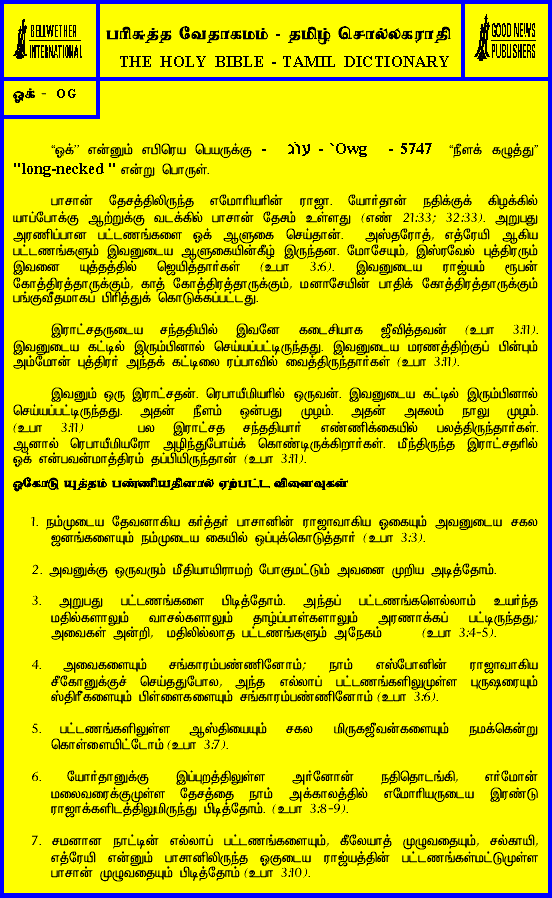 BELLWETHER
INTERNATIONAL
பரிசுத்த வேதாகமம் - தமிழ் சொல்லகராதி
THE HOLY BIBLE - TAMIL DICTIONARY
GOOD NEWS
PUBLISHERS
ஓக் - OG
“ஓக்” என்னும் எபிரெய பெயருக்கு - עוֹג - `Owg - 5747 “நீளக் கழுத்து”
"long-necked " என்று பொருள்.
பாசான் தேசத்திலிருந்த எமோரியரின் ராஜா. யோர்தான் நதிக்குக் கிழக்கில்
யாப்போக்கு ஆற்றுக்கு வடக்கில் பாசான் தேசம் உள்ளது (எண் 21:33; 32:33). அறுபது
அரணிப்பான பட்டணங்களை ஓக் ஆளுகை செய்தான். அஸ்தரோத், எத்ரேயி ஆகிய
பட்டணங்களும் இவனுடைய ஆளுகையின்கீழ் இருந்தன. மோசேயும், இஸ்ரவேல் புத்திரரும்
இவனை யுத்தத்தில் ஜெயித்தார்கள் (உபா 3:6). இவனுடைய ராஜ்யம் ரூபன்
கோத்திரத்தாருக்கும், காத் கோத்திரத்தாருக்கும், மனாசேயின் பாதிக் கோத்திரத்தாருக்கும்
பங்குவீதமாகப் பிரித்துக் கொடுக்கப்பட்டது.
இராட்சதருடைய சந்ததியில் இவனே கடைசியாக ஜீவித்தவன் (உபா 3:11).
இவனுடைய கட்டில் இரும்பினால் செய்யப்பட்டிருந்தது. இவனுடைய மரணத்திற்குப் பின்பும்
அம்மோன் புத்திரர் அந்தக் கட்டிலை ரப்பாவில் வைத்திருந்தார்கள் (உபா 3:11).
இவனும் ஒரு இராட்சதன். ரெபாயீமியரில் ஒருவன். இவனுடைய கட்டில் இரும்பினால்
செய்யப்பட்டிருந்தது. அதன் நீளம் ஒன்பது முழம். அதன் அகலம் நாலு முழம்.
(உபா 3:11) பல இராட்சத சந்ததியார் எண்ணிக்கையில் பலத்திருந்தார்கள்.
ஆனால் ரெபாயீமியரோ அழிந்துபோய்க் கொண்டிருக்கிறார்கள். மீந்திருந்த இராட்சதரில்
ஓக் என்பவன்மாத்திரம் தப்பியிருந்தான் (உபா 3:11).
ஓகோடு யுத்தம் பண்ணியதினால் ஏற்பட்ட விளைவுகள்
1. நம்முடைய தேவனாகிய கர்த்தர் பாசானின் ராஜாவாகிய ஓகையும் அவனுடைய சகல
ஜனங்களையும் நம்முடைய கையில் ஒப்புக்கொடுத்தார் (உபா 3:3).
2. அவனுக்கு ஒருவரும் மீதியாயிராமற் போகுமட்டும் அவனை முறிய அடித்தோம்.
3. அறுபது பட்டணங்களை பிடித்தோம். அந்தப் பட்டணங்களெல்லாம் உயர்ந்த
மதில்களாலும் வாசல்களாலும் தாழ்ப்பாள்களாலும் அரணாக்கப் பட்டிருந்தது;
அவைகள் அன்றி, மதிலில்லாத பட்டணங்களும் அநேகம் (உபா 3:4-5).
4. அவைகளையும் சங்காரம்பண்ணினோம்; நாம் எஸ்போனின் ராஜாவாகிய
சீகோனுக்குச் செய்ததுபோல, அந்த எல்லாப் பட்டணங்களிலுமுள்ள புருஷரையும்
ஸ்திரீகளையும் பிள்ளைகளையும் சங்காரம்பண்ணினோம் (உபா 3:6).
5. பட்டணங்களிலுள்ள ஆஸ்தியையும் சகல மிருகஜீவன்களையும் நமக்கென்று
கொள்ளையிட்டோம் (உபா 3:7).
6. யோர்தானுக்கு இப்புறத்திலுள்ள அர்னோன் நதிதொடங்கி, எர்மோன்
மலைவரைக்குமுள்ள தேசத்தை நாம் அக்காலத்தில் எமோரியருடைய இரண்டு
ராஜாக்களிடத்திலுமிருந்து பிடித்தோம். (உபா 3:8-9).
7. சமனான நாட்டின் எல்லாப் பட்டணங்களையும், கீலேயாத் முழுவதையும், சல்காயி,
எத்ரேயி என்னும் பாசானிலிருந்த ஓகுடைய ராஜ்யத்தின் பட்டணங்கள்மட்டுமுள்ள
பாசான் முழுவதையும் பிடித்தோம் (உபா 3:10).